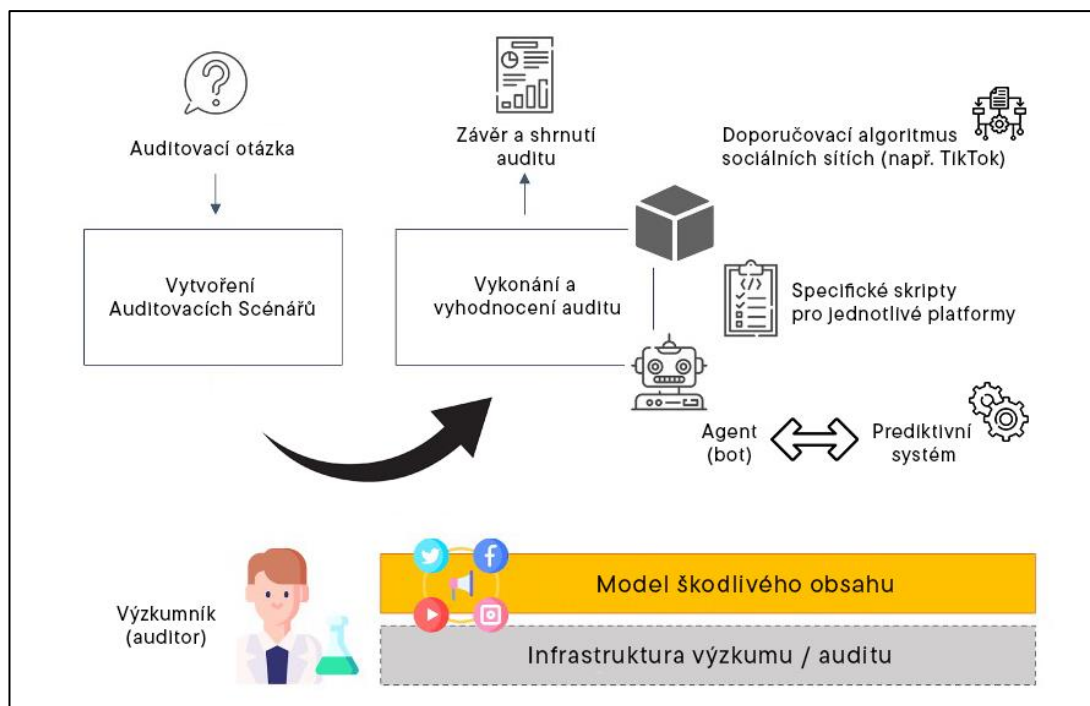 Auditovací otázka
Závěr a shrnutí
auditu
Doporučovací algoritmus
sociálních sítích (např. TikTok)
Vytvoření
Auditovacích Scénářů
Vykonání a
vyhodnocení auditu
Specifické skripty
pro jednotlivé platformy
Agent
(bot)
Prediktivní
systém
Výzkumník
(auditor)
Model škodlivého obsahu
Infrastruktura výzkumu / auditu